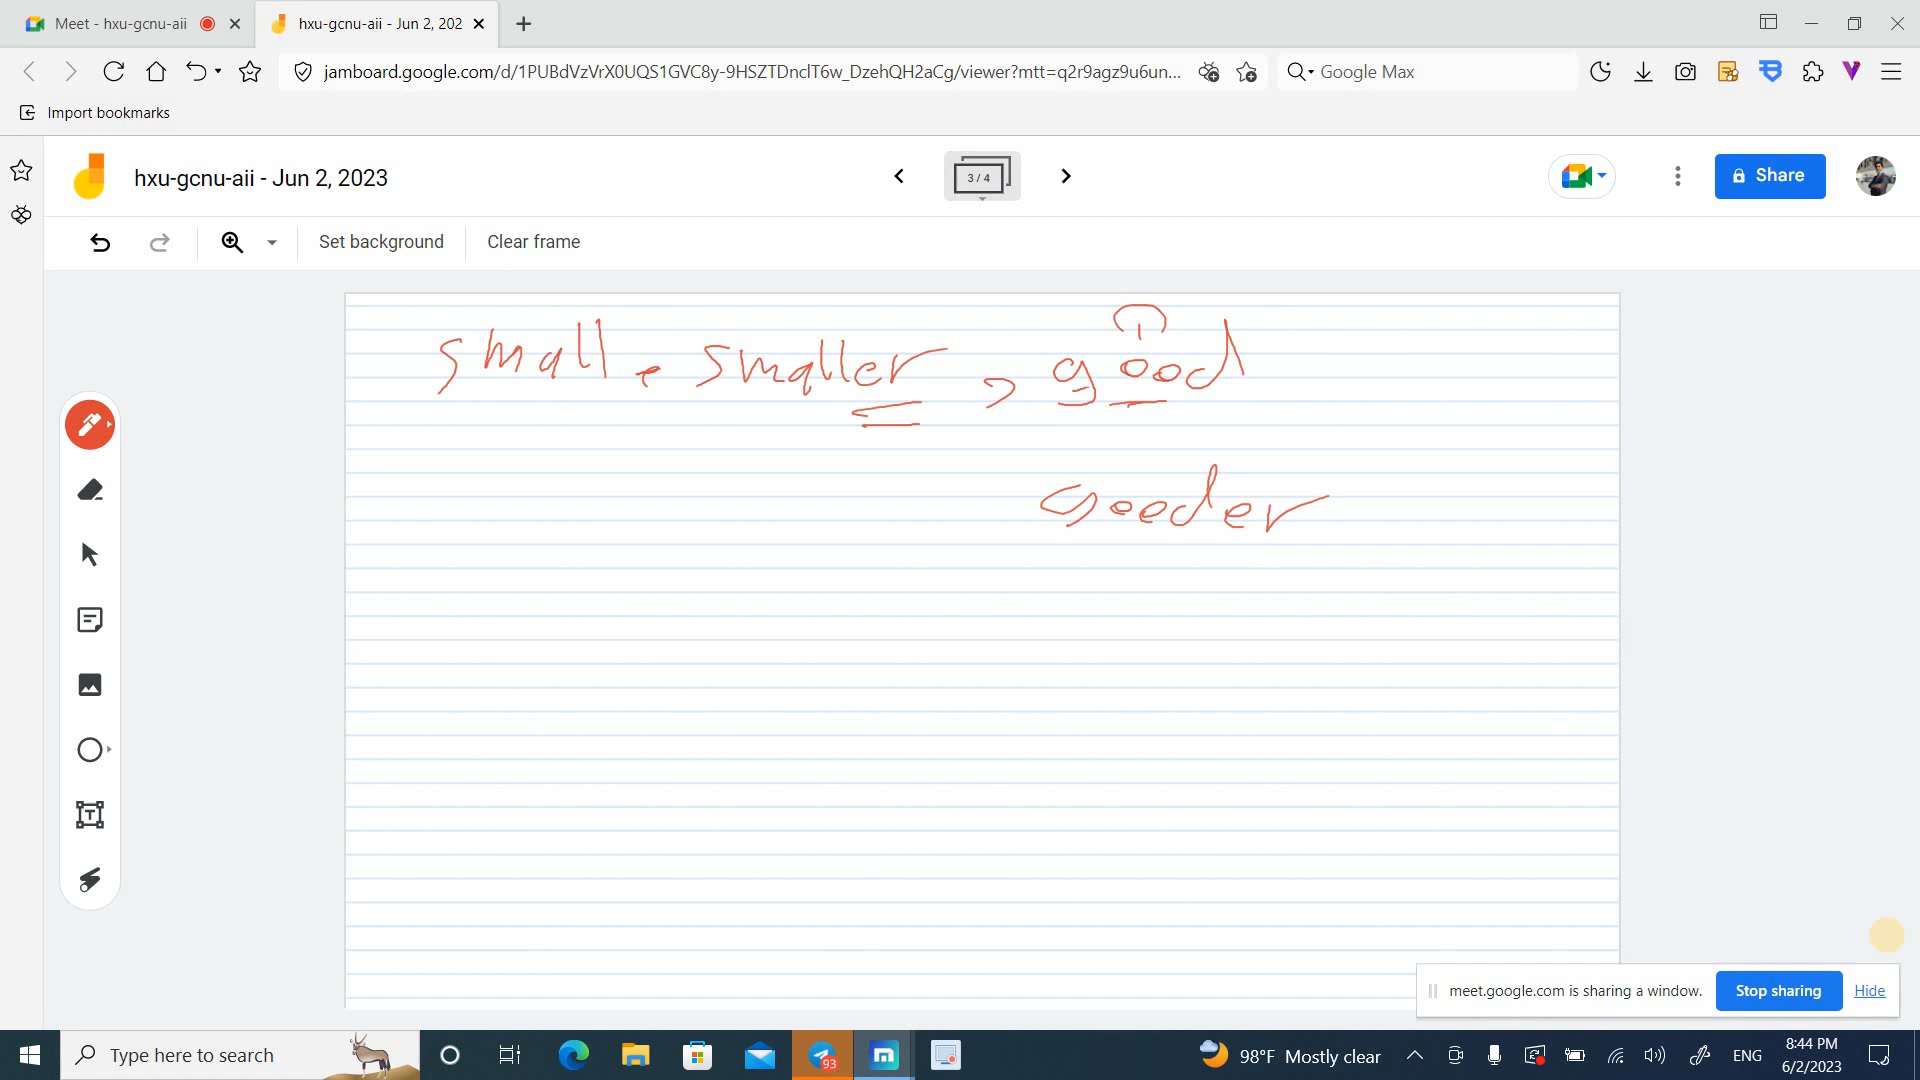 Meet - hxu-gcnu-aii
hxu-gcnu-aii - Jun 2, 202
jamboard.google.com/d/1PUBdVzVrX0UQS1GVC8y-9HSZTDnclT6w_DzehQH2aCg/viewer?mtt=q2r9agz9u6un...
Google Max
Import bookmarks
hxu-gcnu-aii - Jun 2, 2023
3 / 4
Share
Set background
Clear frame
small - smaller , good
geeder
meet.google.com is sharing a window.
Stop sharing
Hide
Type here to search
93
98°F Mostly clear
ENG
8:44 PM
6/2/2023